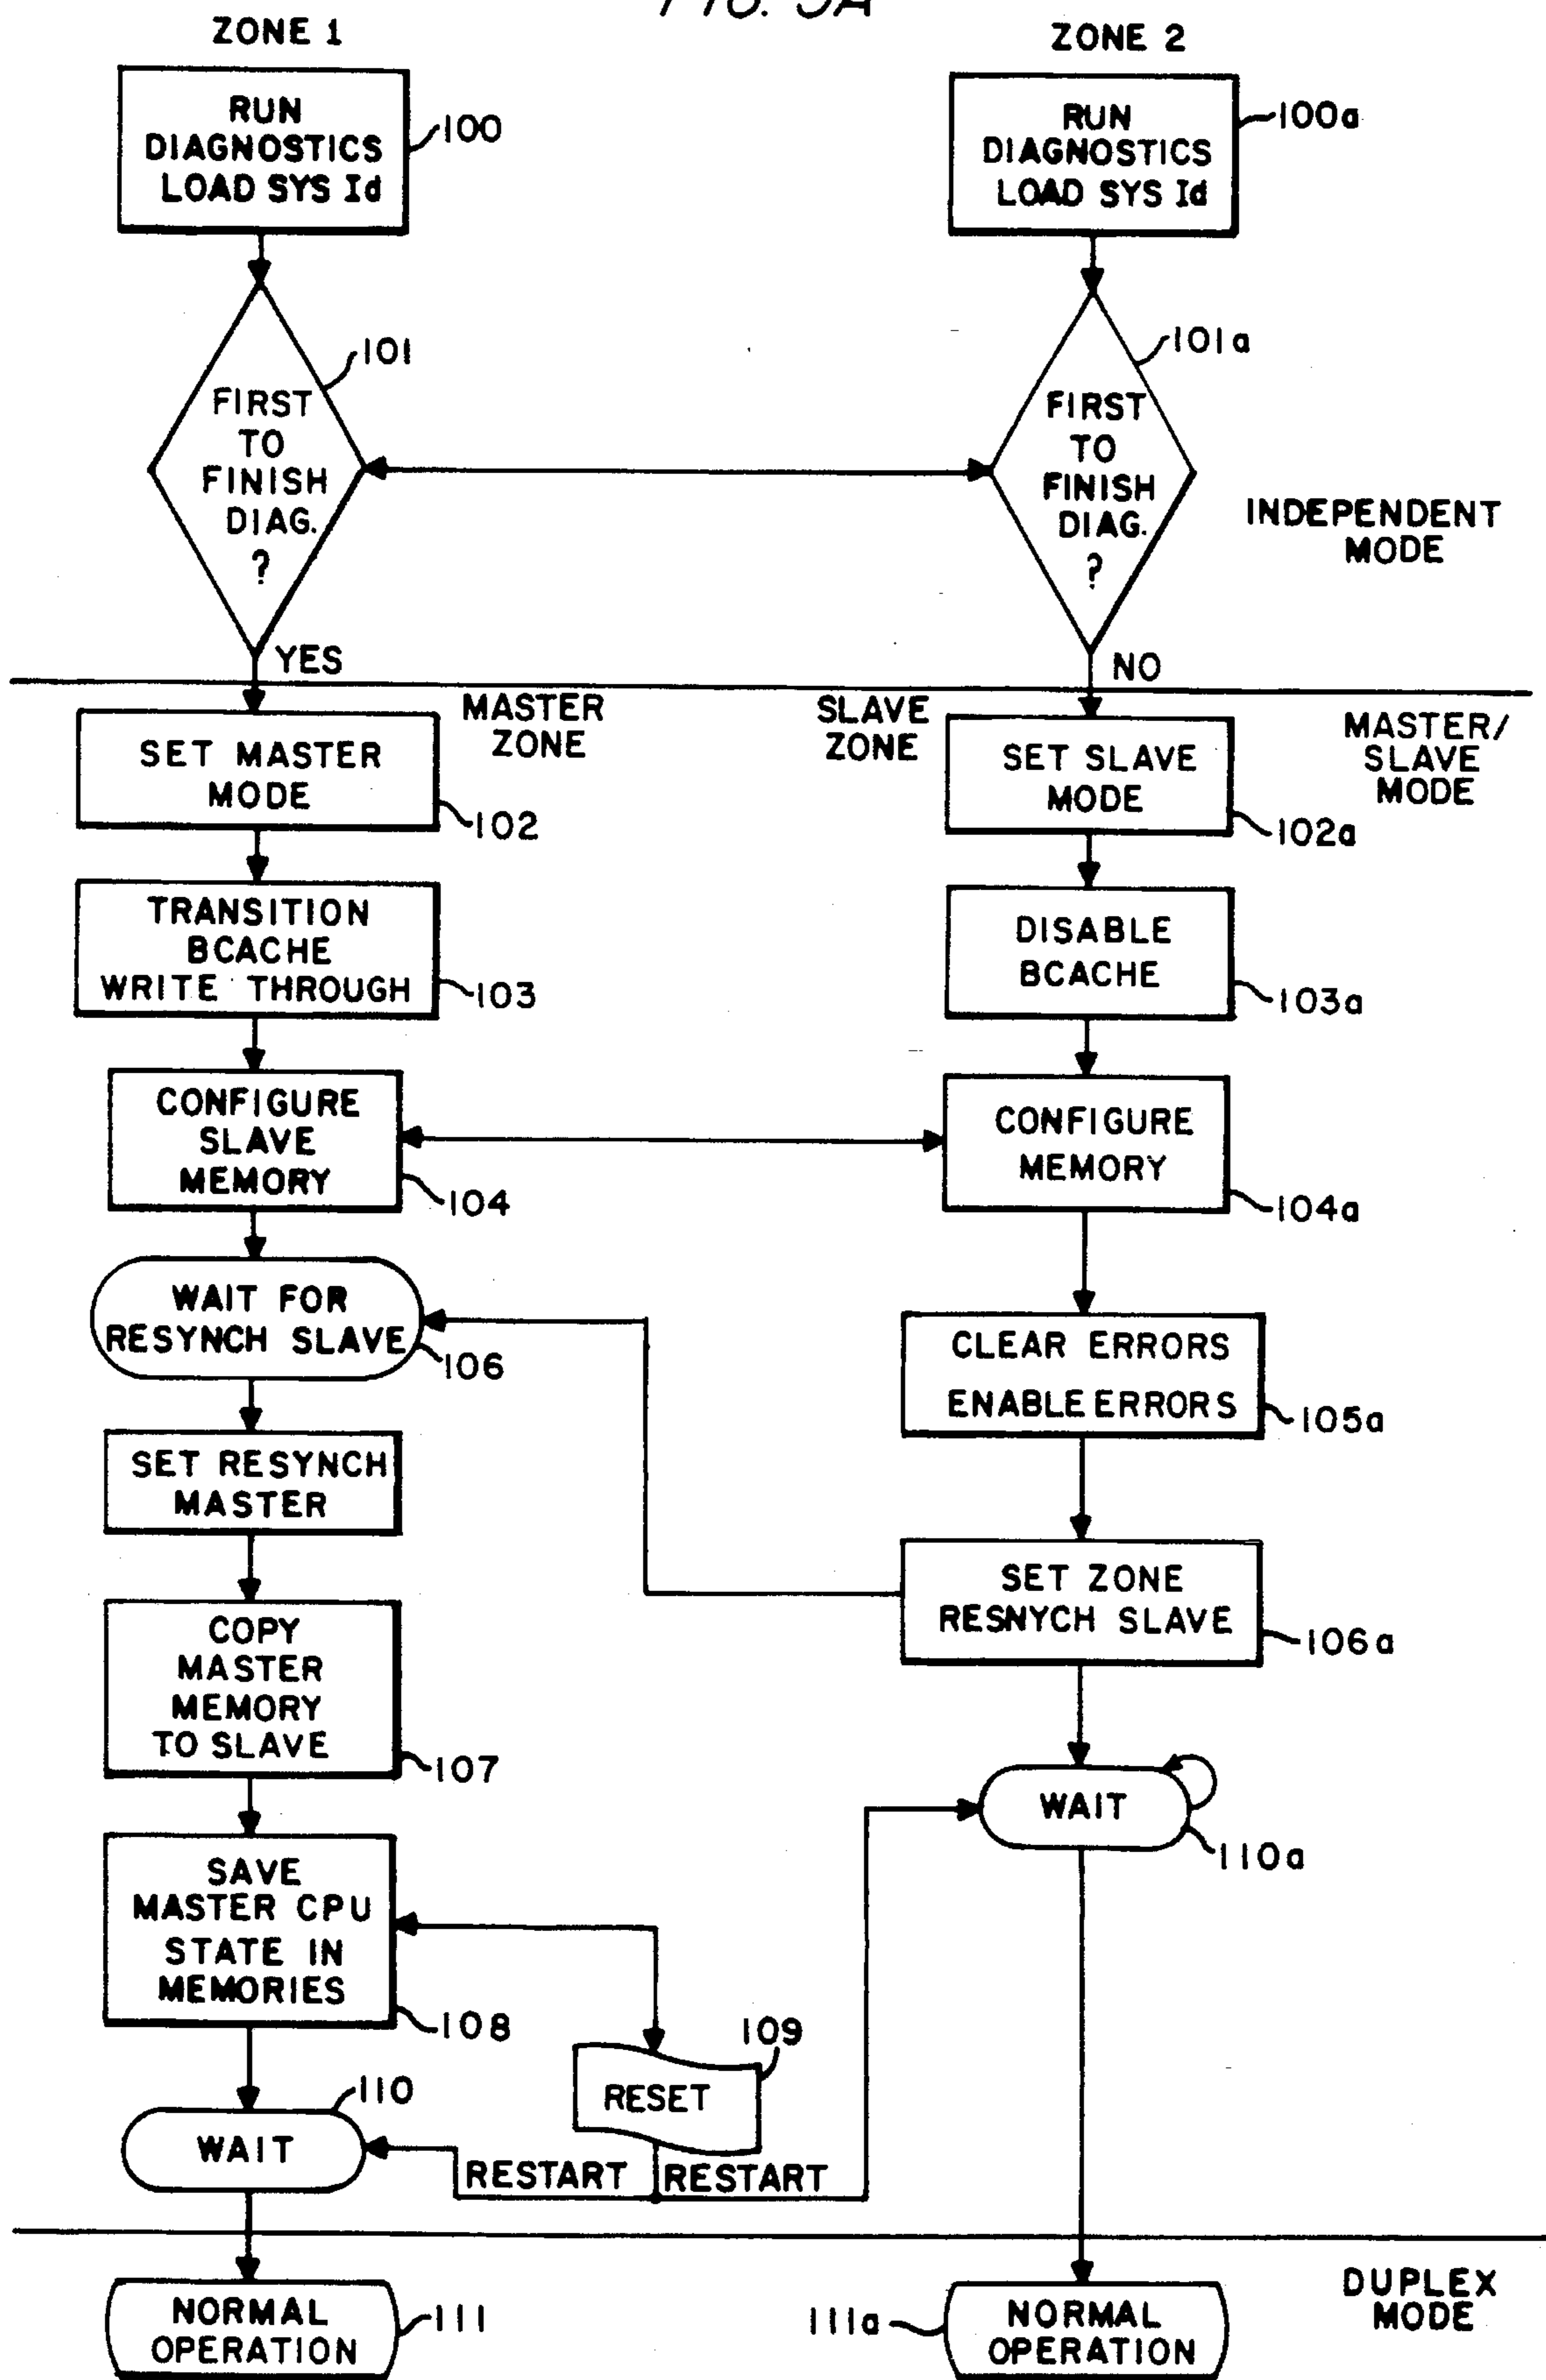 FIG. 3A
ZONE 1
RUN
DIAGNOSTICS
LOAD SYS Id
100
ZONE 2
RUN
DIAGNOSTICS
LOAD SYS Id
100a
101
FIRST
TO
FINISH
DIAG.
?
YES
101a
FIRST
TO
FINISH
DIAG.
?
NO
INDEPENDENT
MODE
MASTER
ZONE
SLAVE
ZONE
MASTER/
SLAVE
MODE
SET MASTER
MODE
102
SET SLAVE
MODE
102a
TRANSITION
BCACHE
WRITE THROUGH
103
DISABLE
BCACHE
103a
CONFIGURE
SLAVE
MEMORY
104
CONFIGURE
MEMORY
104a
WAIT FOR
RESYNCH SLAVE
106
CLEAR ERRORS
ENABLE ERRORS
105a
SET RESYNCH
MASTER
SET ZONE
RESNYCH SLAVE
106a
COPY
MASTER
MEMORY
TO SLAVE
107
WAIT
110a
SAVE
MASTER CPU
STATE IN
MEMORIES
108
109
RESET
110
WAIT
RESTART
RESTART
NORMAL
OPERATION
111
111a
NORMAL
OPERATION
DUPLEX
MODE